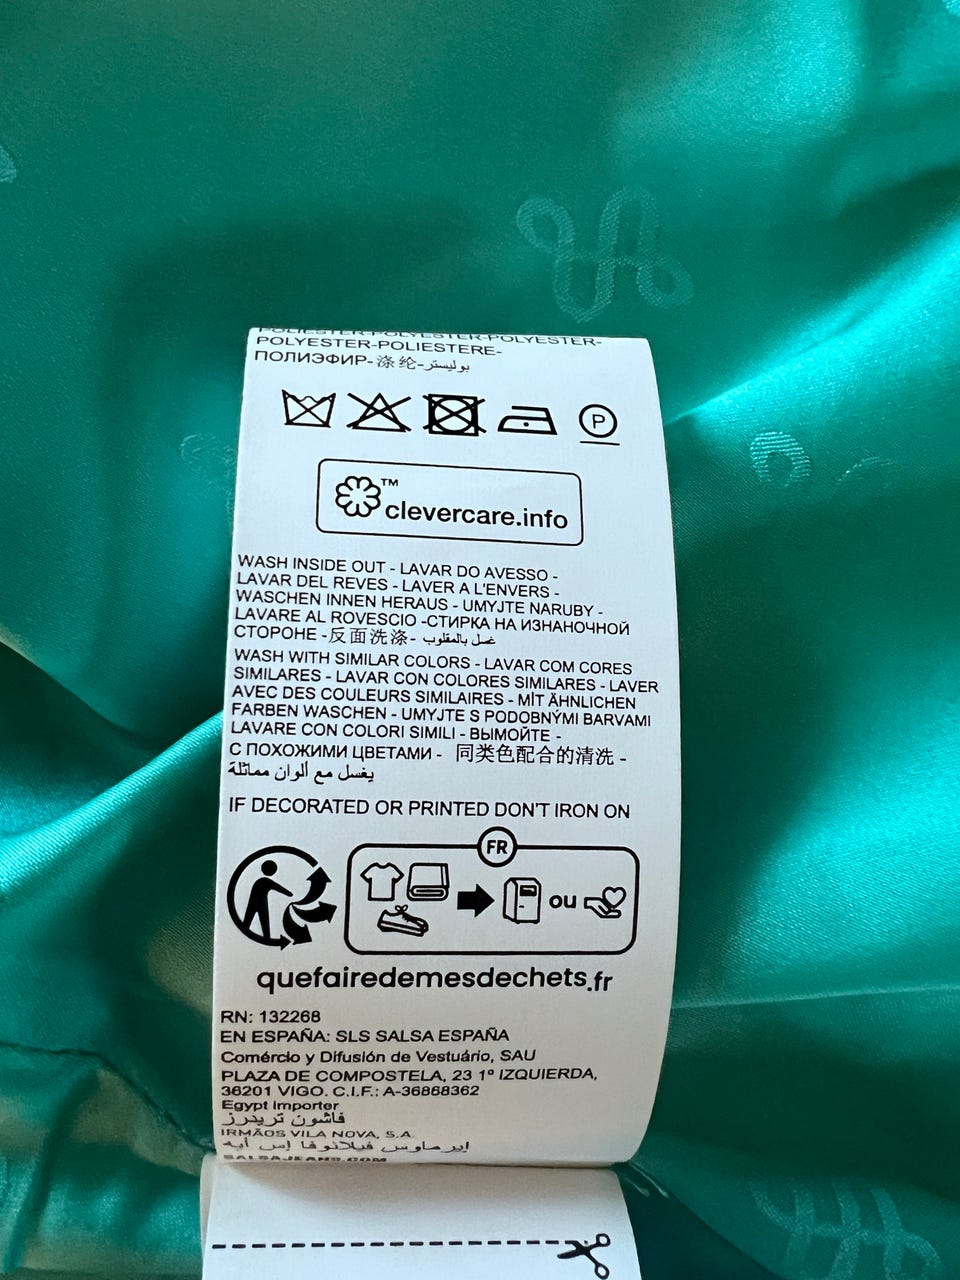 POLIESTER-POLYESTER-POLYESTER-
POLYESTER-POLIESTERE-
ПОЛИЭФИР-涤纶-بوليستر
P
™
clevercare.info
WASH INSIDE OUT - LAVAR DO AVESSO -
LAVAR DEL REVES - LAVER A L'ENVERS -
WASCHEN INNEN HERAUS - UMYJTE NARUBY -
LAVARE AL ROVESCIO -СТИРКА НА ИЗНАНОЧНОЙ
СТОРОНЕ -反面洗涤- غسل بالمقلوب
WASH WITH SIMILAR COLORS - LAVAR COM CORES
SIMILARES - LAVAR CON COLORES SIMILARES - LAVER
AVEC DES COULEURS SIMILAIRES - MIT ÄHNLICHEN
FARBEN WASCHEN - UMYJTE S PODOBNÝMI BARVAMI
LAVARE CON COLORI SIMILI - ВЫМОЙТЕ -
С ПОХОЖИМИ ЦВЕТАМИ - 同类色配合的清洗 -
يغسل مع ألوان مماثلة
IF DECORATED OR PRINTED DON'T IRON ON
FR
ou
quefairedemesdechets.fr
RN: 132268
EN ESPAÑA: SLS SALSA ESPAÑA
Comércio y Difusión de Vestuário, SAU
PLAZA DE COMPOSTELA, 23 1º IZQUIERDA,
36201 VIGO. C.I.F.: A-36868362
Egypt Importer
فاشون تريدرز
IRMÃOS VILA NOVA, S.A.
إيرماوس فيلانوفا إس أيه
SALSAJEANS.COM